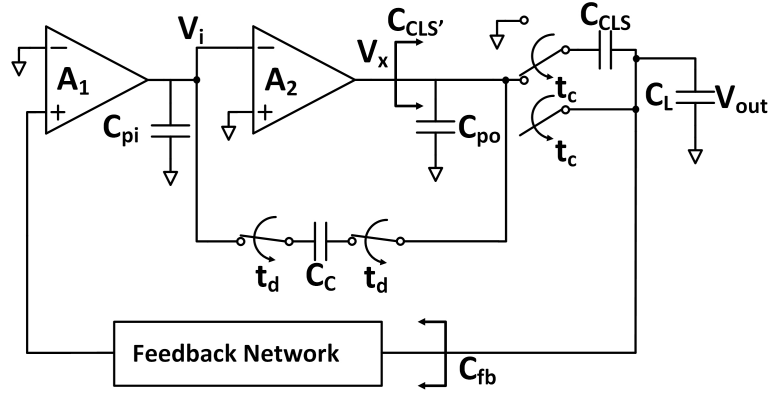 Vi
CCLS’
CCLS
A1
−
+
A2
−
+
Vx
tc
CL
Vout
Cpi
Cpo
tc
td
CC
td
Feedback Network
Cfb